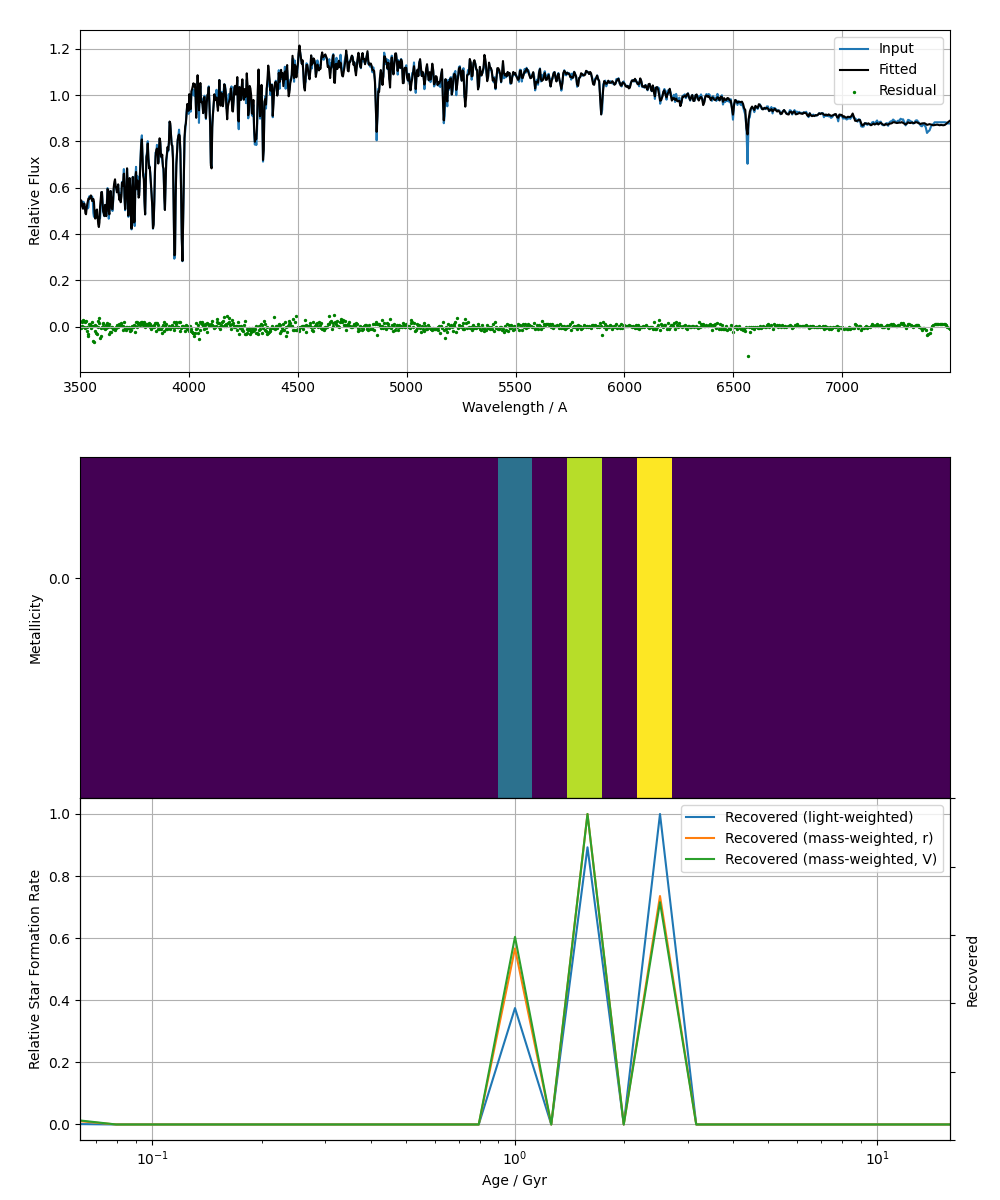 1.2
1.0
0.8
0.6
0.4
0.2
0.0
Relative Flux
Input
Fitted
Residual
3500 4000 4500 5000 5500 6000 6500 7000
Wavelength / A
0.0
Metallicity
1.0
0.8
0.6
0.4
0.2
0.0
Relative Star Formation Rate
Recovered (light-weighted)
Recovered (mass-weighted, r)
Recovered (mass-weighted, V)
Recovered
10⁻¹ 10⁰ 10¹
Age / Gyr